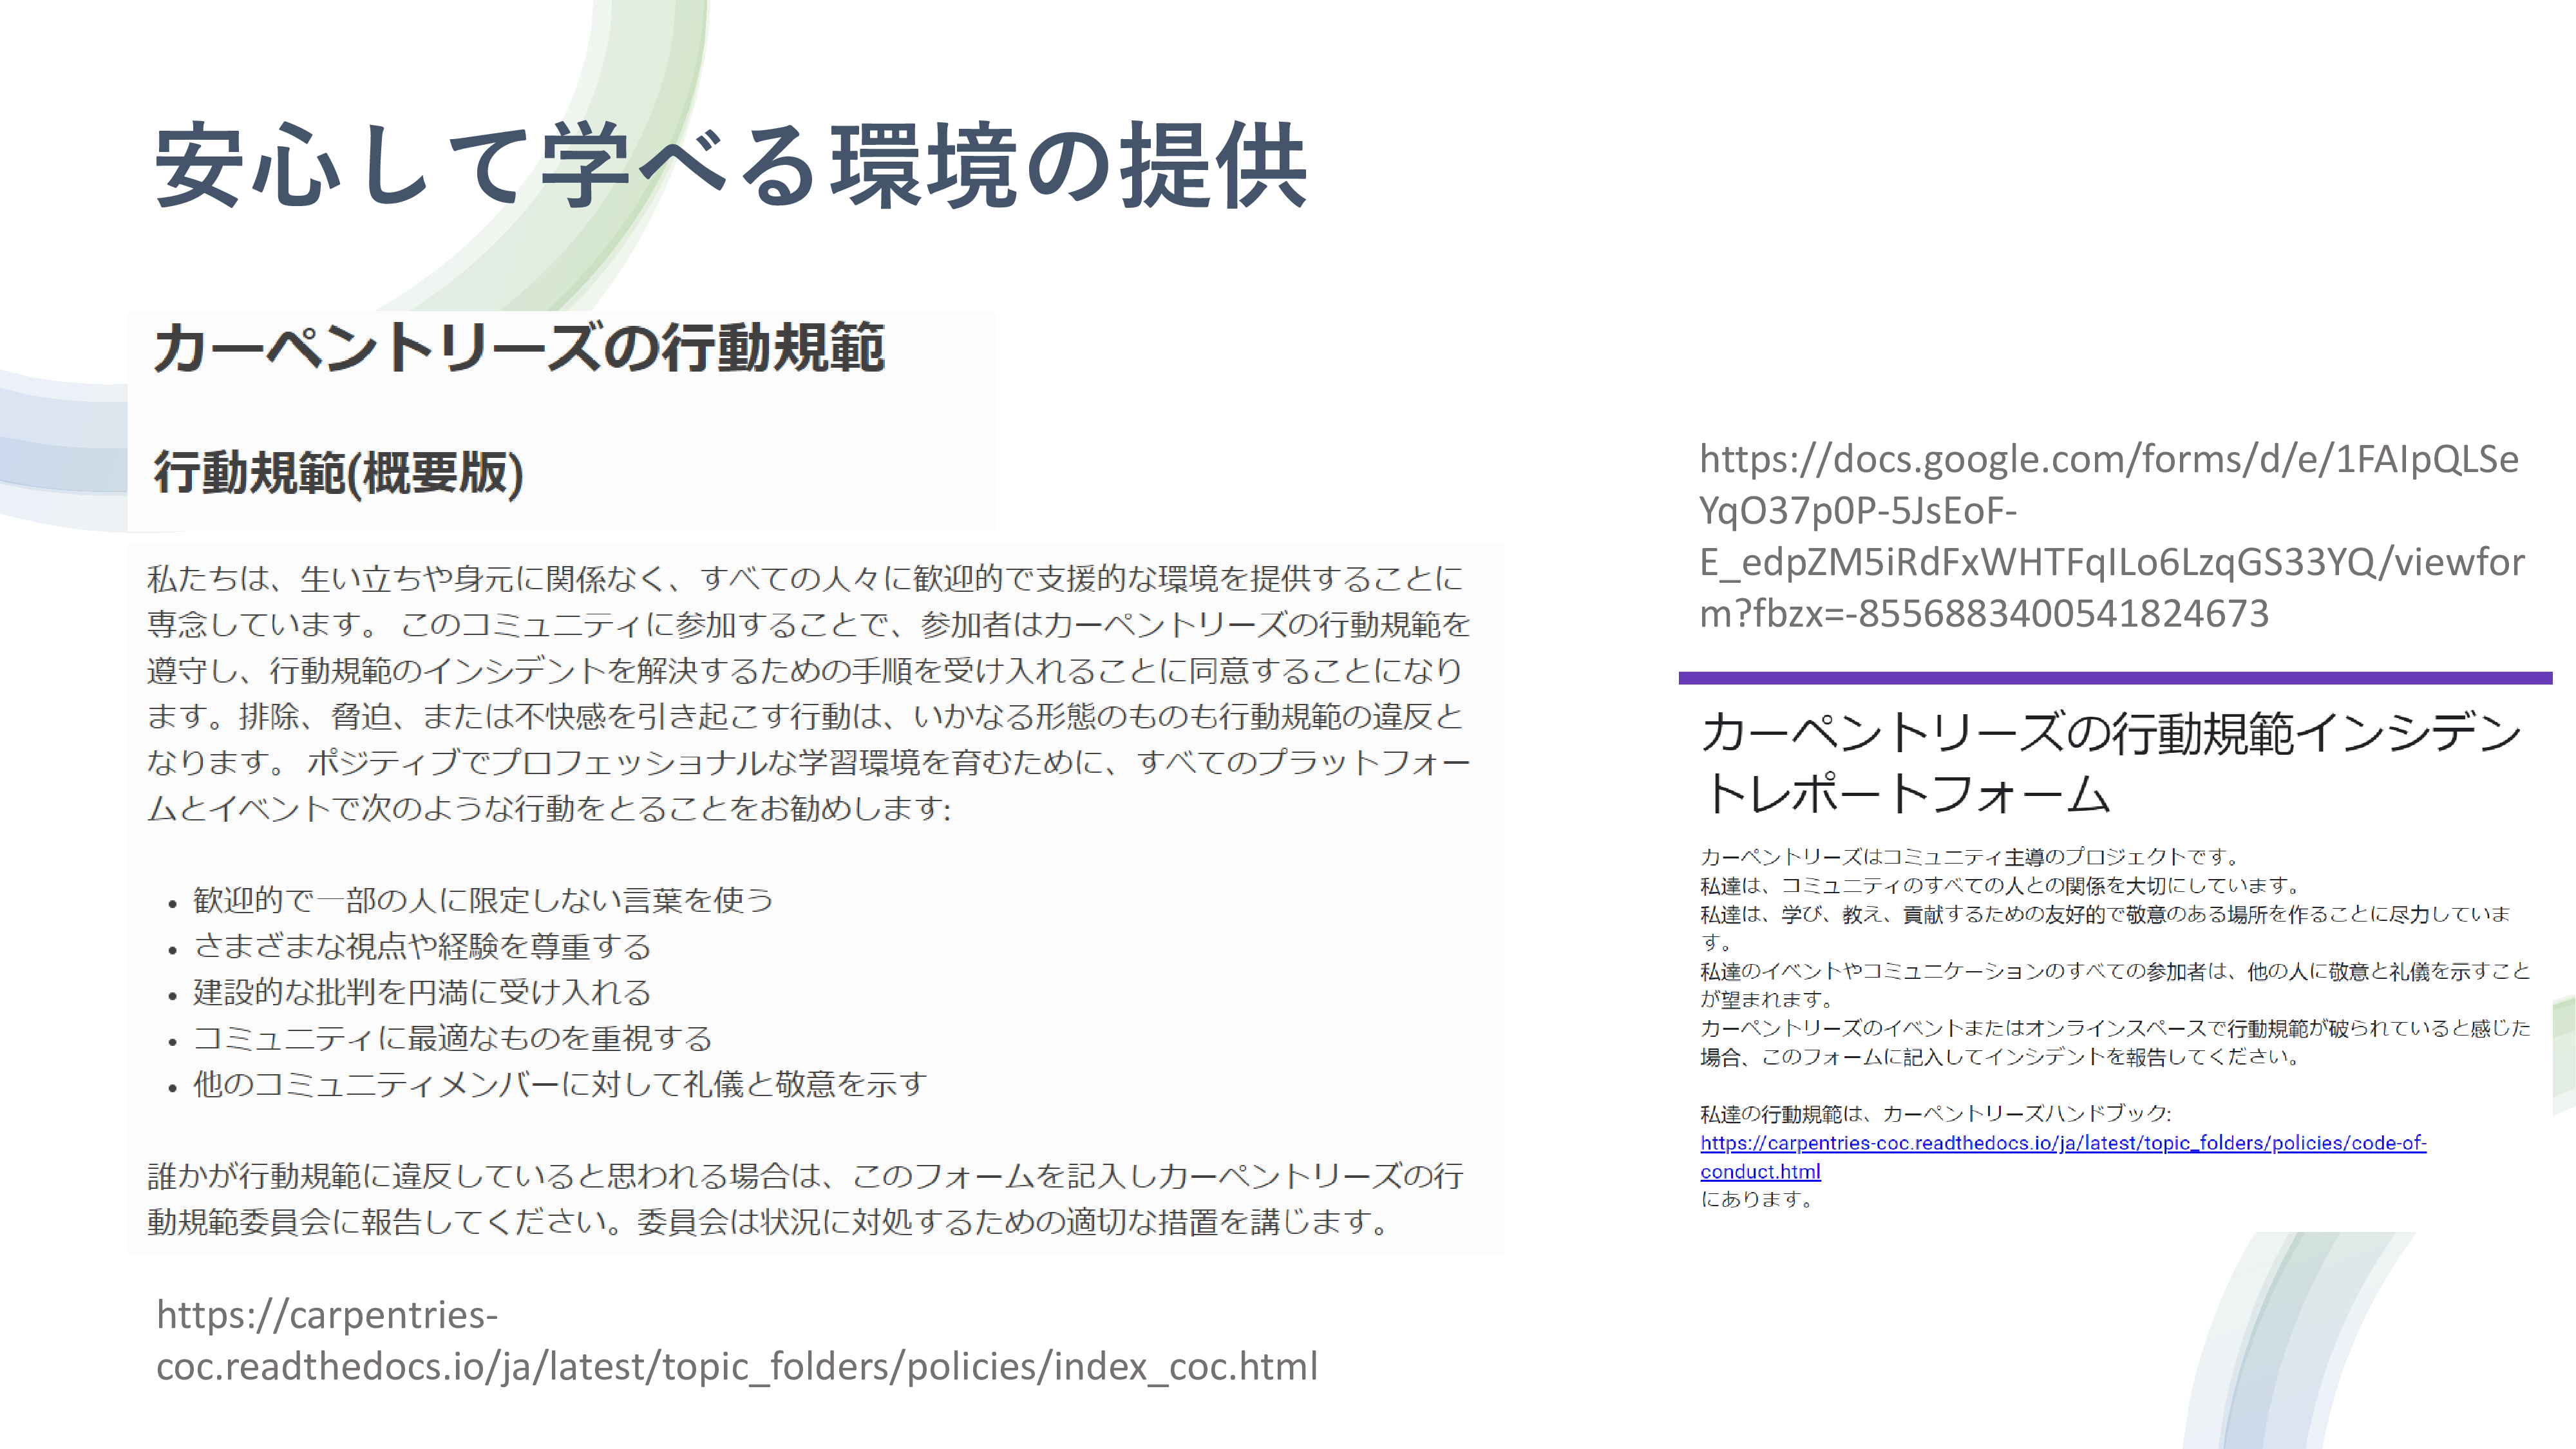 安心して学べる環境の提供
カーペントリーズの行動規範
行動規範(概要版)
私たちは、生い立ちや身元に関係なく、すべての人々に歓迎的で支援的な環境を提供することに
専念しています。 このコミュニティに参加することで、参加者はカーペントリーズの行動規範を
遵守し、行動規範のインシデントを解決するための手順を受け入れることに同意することになり
ます。排除、脅迫、または不快感を引き起こす行動は、いかなる形態のものも行動規範の違反と
なります。 ポジティブでプロフェッショナルな学習環境を育むために、すべてのプラットフォー
ムとイベントで次のような行動をとることをお勧めします:
• 歓迎的で一部の人に限定しない言葉を使う
• さまざまな視点や経験を尊重する
• 建設的な批判を円満に受け入れる
• コミュニティに最適なものを重視する
• 他のコミュニティメンバーに対して礼儀と敬意を示す
誰かが行動規範に違反していると思われる場合は、このフォームを記入しカーペントリーズの行
動規範委員会に報告してください。委員会は状況に対処するための適切な措置を講じます。
https://carpentries-
coc.readthedocs.io/ja/latest/topic_folders/policies/index_coc.html
https://docs.google.com/forms/d/e/1FAIpQLSe
YqO37p0P-5JsEoF-
E_edpZM5iRdFxWHTFqILo6LzqGS33YQ/viewfor
m?fbzx=-8556883400541824673
カーペントリーズの行動規範インシデン
トレポートフォーム
カーペントリーズはコミュニティ主導のプロジェクトです。
私達は、コミュニティのすべての人との関係を大切にしています。
私達は、学び、教え、貢献するための友好的で敬意のある場所を作ることに尽力していま
す。
私達のイベントやコミュニケーションのすべての参加者は、他の人に敬意と礼儀を示すこと
が望まれます。
カーペントリーズのイベントまたはオンラインスペースで行動規範が破られていると感じた
場合、このフォームに記入してインシデントを報告してください。
私達の行動規範は、カーペントリーズハンドブック:
https://carpentries-coc.readthedocs.io/ja/latest/topic_folders/policies/code-of-
conduct.html
にあります。